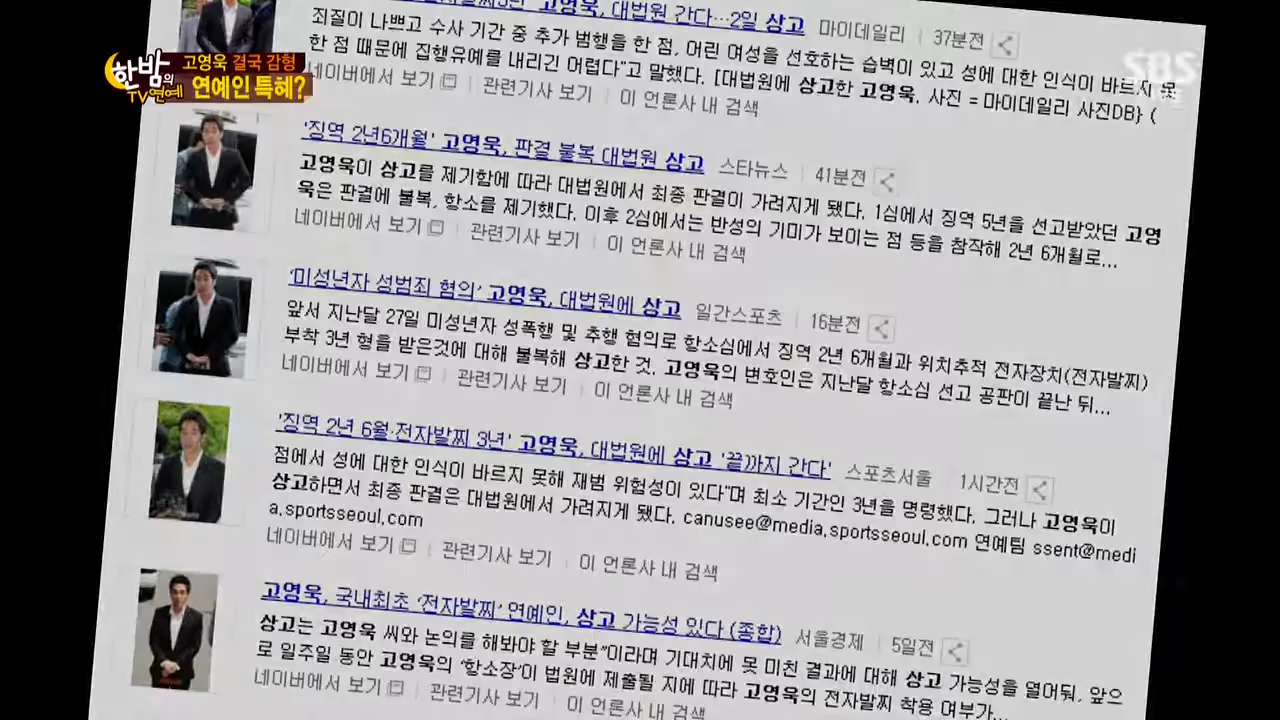 고영욱, 대법원 간다…2일 상고 마이데일리 37분전
죄질이 나쁘고 수사 기간 중 추가 범행을 한 점, 어린 여성을 선호하는 습벽이 있고 성에 대한 인식이 바르지 못
한 점 때문에 집행유예를 내리긴 어렵다"고 말했다. [대법원에 상고한 고영욱. 사진 = 마이데일리 사진DB} (
네이버에서 보기 관련기사 보기 이 언론사 내 검색
한밤의 TV연예
고영욱 결국 감형
연예인 특혜?
SBS
'징역 2년6개월' 고영욱, 판결 불복 대법원 상고 스타뉴스 41분전
고영욱이 상고를 제기함에 따라 대법원에서 최종 판결이 가려지게 됐다. 1심에서 징역 5년을 선고받았던 고영
욱은 판결에 불복, 항소를 제기했다. 이후 2심에서는 반성의 기미가 보이는 점 등을 참작해 2년 6개월로...
네이버에서 보기 관련기사 보기 이 언론사 내 검색
'미성년자 성범죄 혐의' 고영욱, 대법원에 상고 일간스포츠 16분전
앞서 지난달 27일 미성년자 성폭행 및 추행 혐의로 항소심에서 징역 2년 6개월과 위치추적 전자장치(전자발찌)
부착 3년 형을 받은것에 대해 불복해 상고한 것. 고영욱의 변호인은 지난달 항소심 선고 공판이 끝난 뒤...
네이버에서 보기 관련기사 보기 이 언론사 내 검색
'징역 2년 6월·전자발찌 3년' 고영욱, 대법원에 상고 '끝까지 간다' 스포츠서울 1시간전
점에서 성에 대한 인식이 바르지 못해 재범 위험성이 있다"며 최소 기간인 3년을 명령했다. 그러나 고영욱이
상고하면서 최종 판결은 대법원에서 가려지게 됐다. canusee@media.sportsseoul.com 연예팀 ssent@medi
a.sportsseoul.com
네이버에서 보기 관련기사 보기 이 언론사 내 검색
고영욱, 국내최초 '전자발찌' 연예인, 상고 가능성 있다 (종합) 서울경제 5일전
상고는 고영욱 씨와 논의를 해봐야 할 부분"이라며 기대치에 못 미친 결과에 대해 상고 가능성을 열어둬, 앞으
로 일주일 동안 고영욱의 '항소장'이 법원에 제출될 지에 따라 고영욱의 전자발찌 착용 여부가...
네이버에서 보기 관련기사 보기 이 언론사 내 검색